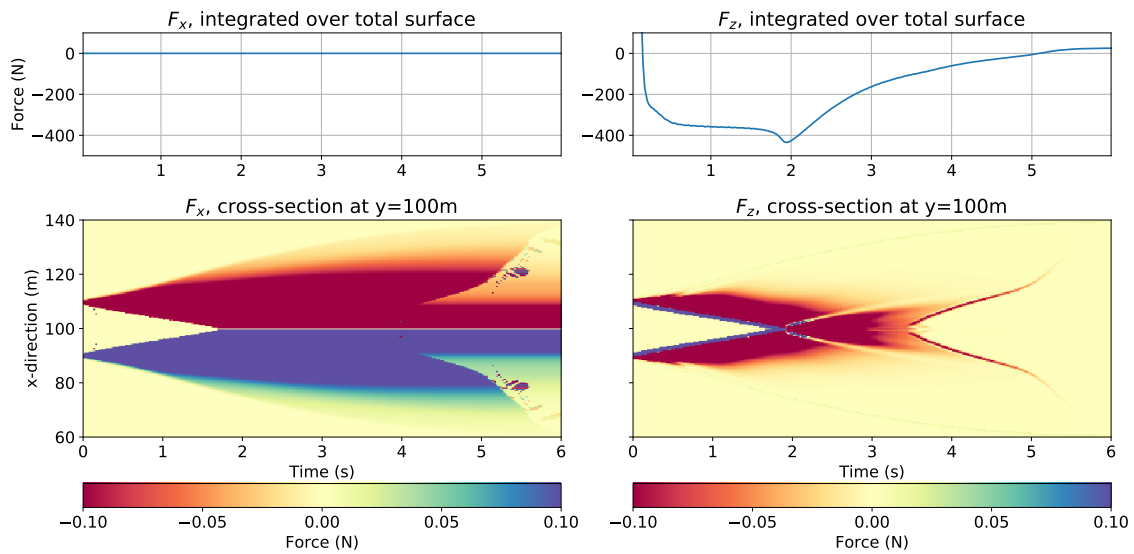 F_x, integrated over total surface
F_z, integrated over total surface
Force (N)
0
−200
−400
1 2 3 4 5
0
−200
−400
1 2 3 4 5
F_x, cross-section at y=100m
F_z, cross-section at y=100m
x-direction (m)
140
120
100
80
60
0 1 2 3 4 5 6
Time (s)
0 1 2 3 4 5 6
Time (s)
−0.10 −0.05 0.00 0.05 0.10
Force (N)
−0.10 −0.05 0.00 0.05 0.10
Force (N)